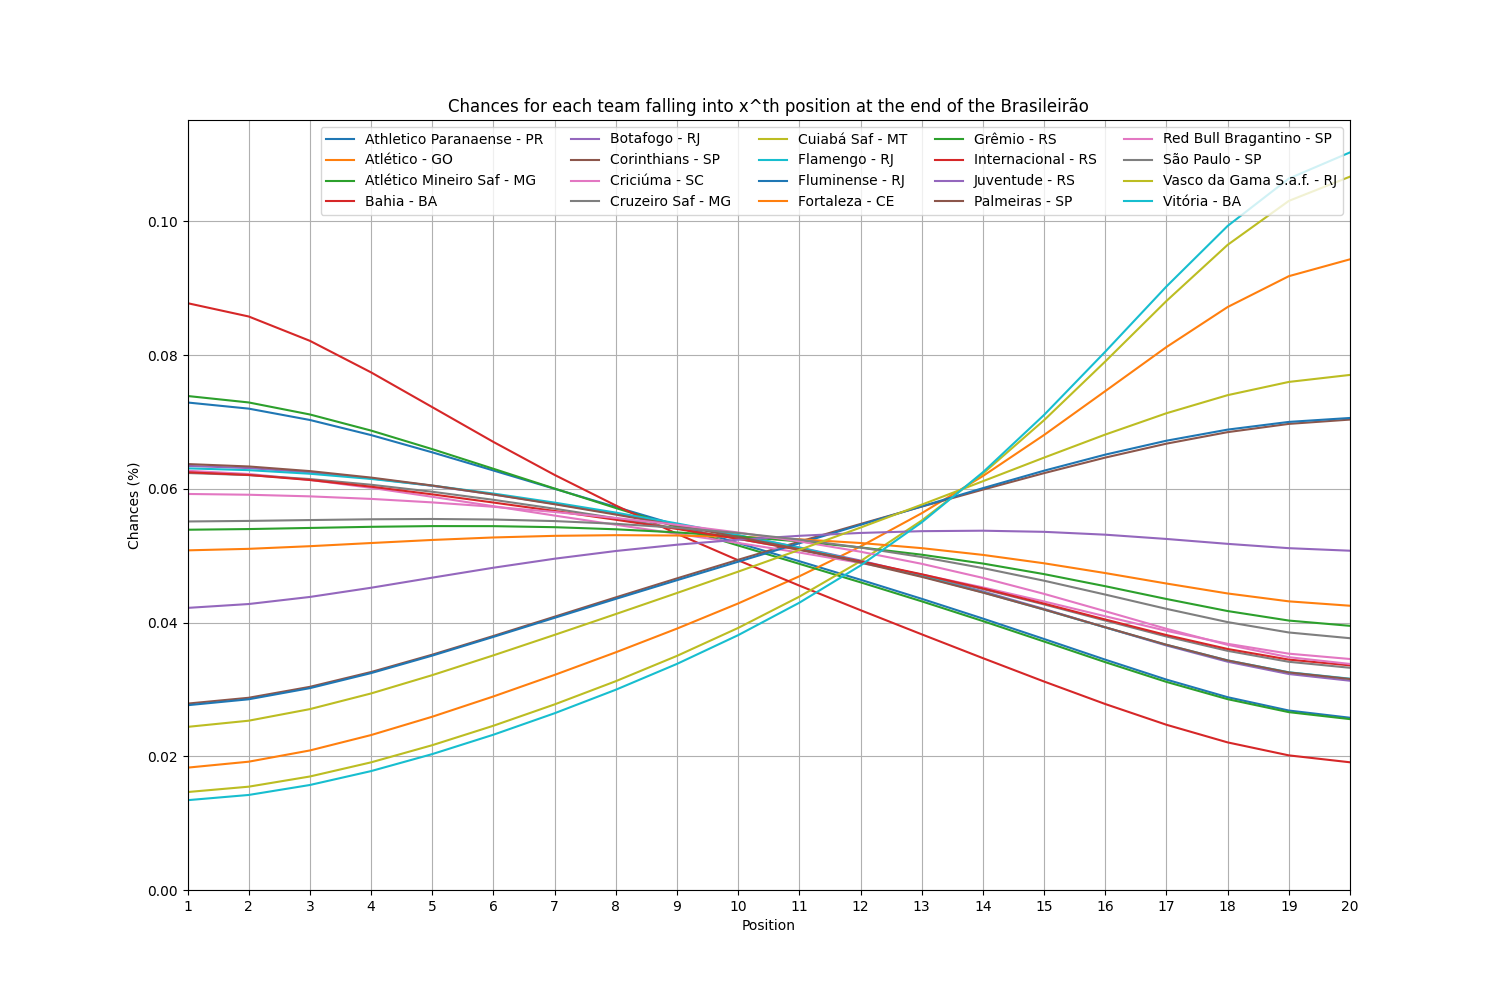 Chances for each team falling into x^th position at the end of the Brasileirão
Athletico Paranaense - PR
Atlético - GO
Atlético Mineiro Saf - MG
Bahia - BA
Botafogo - RJ
Corinthians - SP
Criciúma - SC
Cruzeiro Saf - MG
Cuiabá Saf - MT
Flamengo - RJ
Fluminense - RJ
Fortaleza - CE
Grêmio - RS
Internacional - RS
Juventude - RS
Palmeiras - SP
Red Bull Bragantino - SP
São Paulo - SP
Vasco da Gama S.a.f. - RJ
Vitória - BA
Chances (%)
0.10
0.08
0.06
0.04
0.02
0.00
1 2 3 4 5 6 7 8 9 10 11 12 13 14 15 16 17 18 19 20
Position